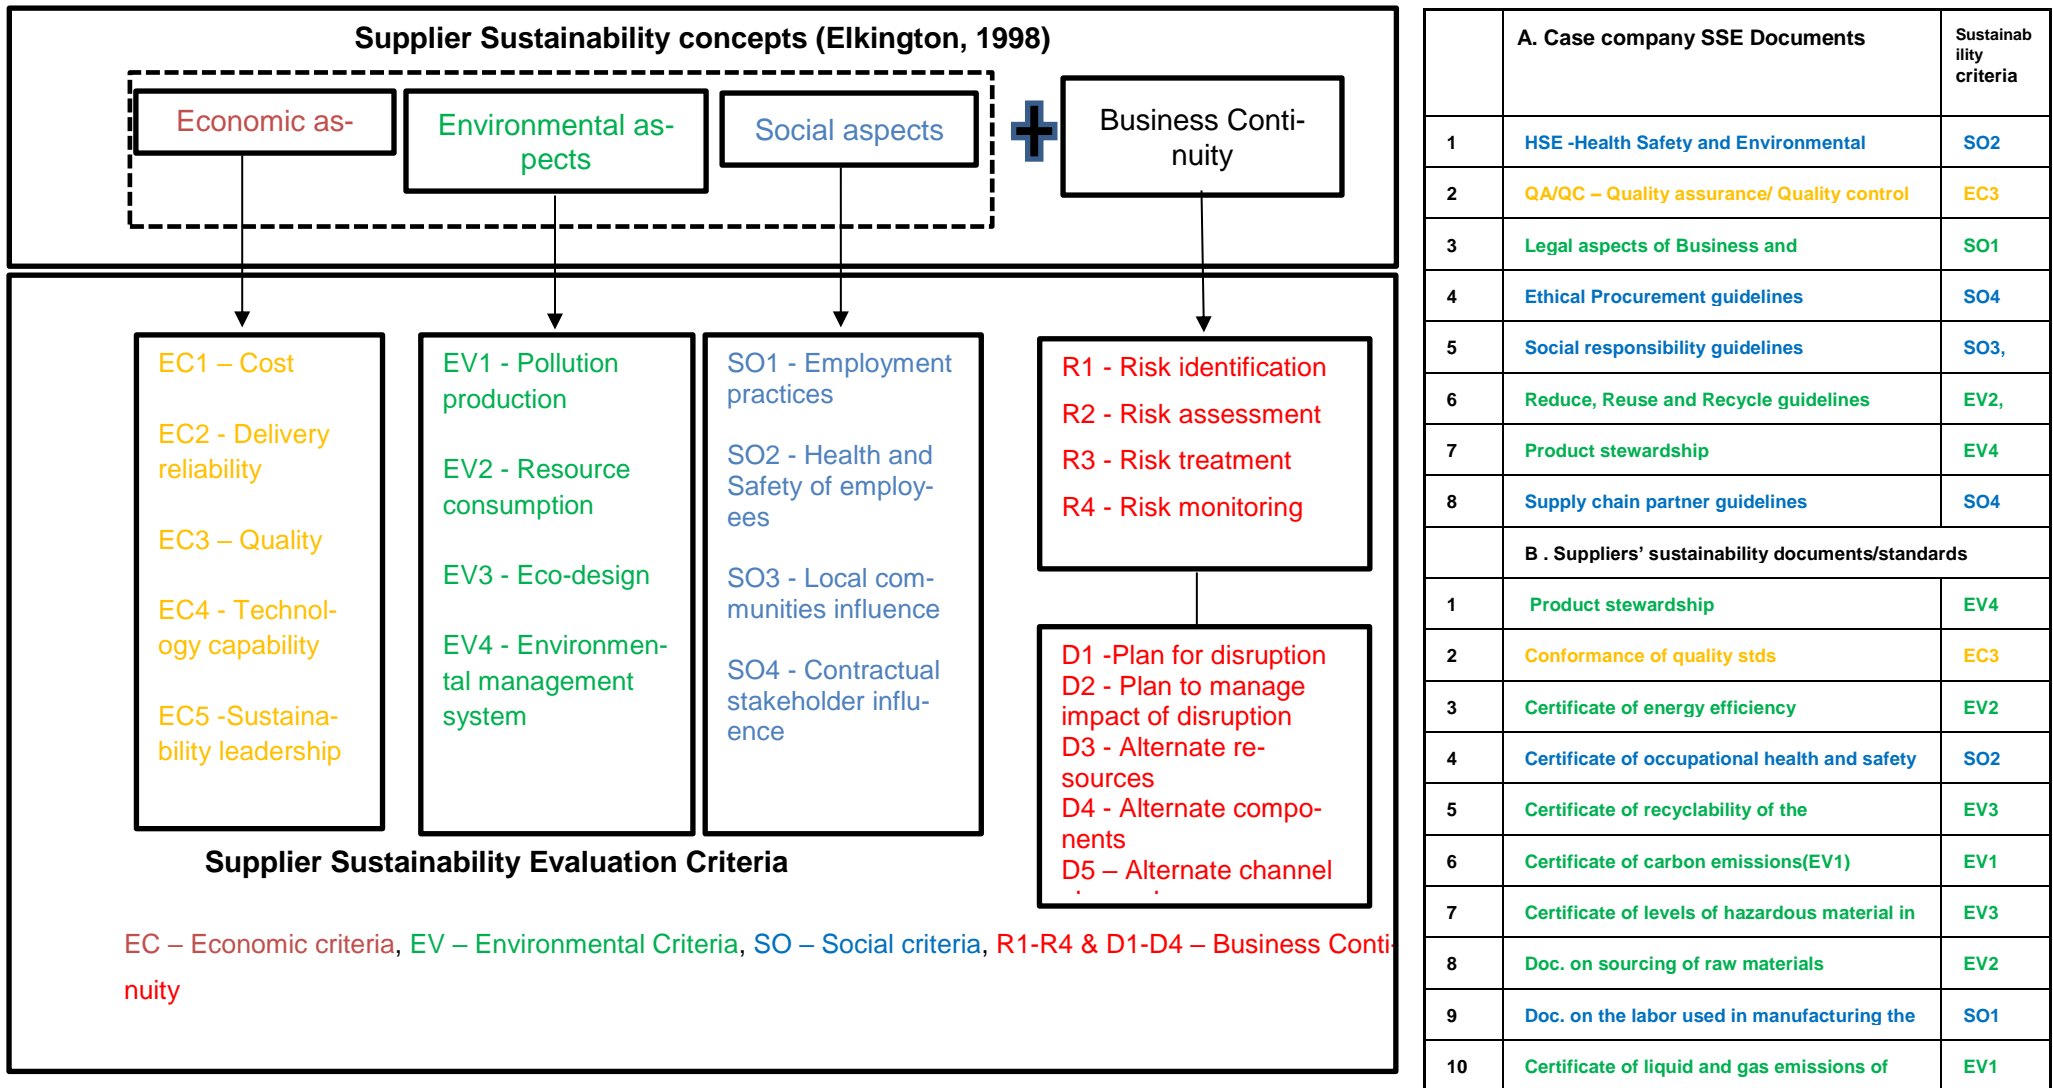 Supplier Sustainability concepts (Elkington, 1998)
Economic as-
Environmental as-
pects
Social aspects
Business Conti-
nuity
EC1 – Cost
EC2 - Delivery
reliability
EC3 – Quality
EC4 - Technol-
ogy capability
EC5 -Sustaina-
bility leadership
EV1 - Pollution
production
EV2 - Resource
consumption
EV3 - Eco-design
EV4 - Environmen-
tal management
system
SO1 - Employment
practices
SO2 - Health and
Safety of employ-
ees
SO3 - Local com-
munities influence
SO4 - Contractual
stakeholder influ-
ence
R1 - Risk identification
R2 - Risk assessment
R3 - Risk treatment
R4 - Risk monitoring
D1 -Plan for disruption
D2 - Plan to manage
impact of disruption
D3 - Alternate re-
sources
D4 - Alternate compo-
nents
D5 – Alternate channel
Supplier Sustainability Evaluation Criteria
EC – Economic criteria, EV – Environmental Criteria, SO – Social criteria, R1-R4 & D1-D4 – Business Conti-
nuity
A. Case company SSE Documents
Sustainab
ility
criteria
1 HSE -Health Safety and Environmental SO2
2 QA/QC – Quality assurance/ Quality control EC3
3 Legal aspects of Business and SO1
4 Ethical Procurement guidelines SO4
5 Social responsibility guidelines SO3,
6 Reduce, Reuse and Recycle guidelines EV2,
7 Product stewardship EV4
8 Supply chain partner guidelines SO4
B . Suppliers’ sustainability documents/standards
1 Product stewardship EV4
2 Conformance of quality stds EC3
3 Certificate of energy efficiency EV2
4 Certificate of occupational health and safety SO2
5 Certificate of recyclability of the EV3
6 Certificate of carbon emissions(EV1) EV1
7 Certificate of levels of hazardous material in EV3
8 Doc. on sourcing of raw materials EV2
9 Doc. on the labor used in manufacturing the SO1
10 Certificate of liquid and gas emissions of EV1